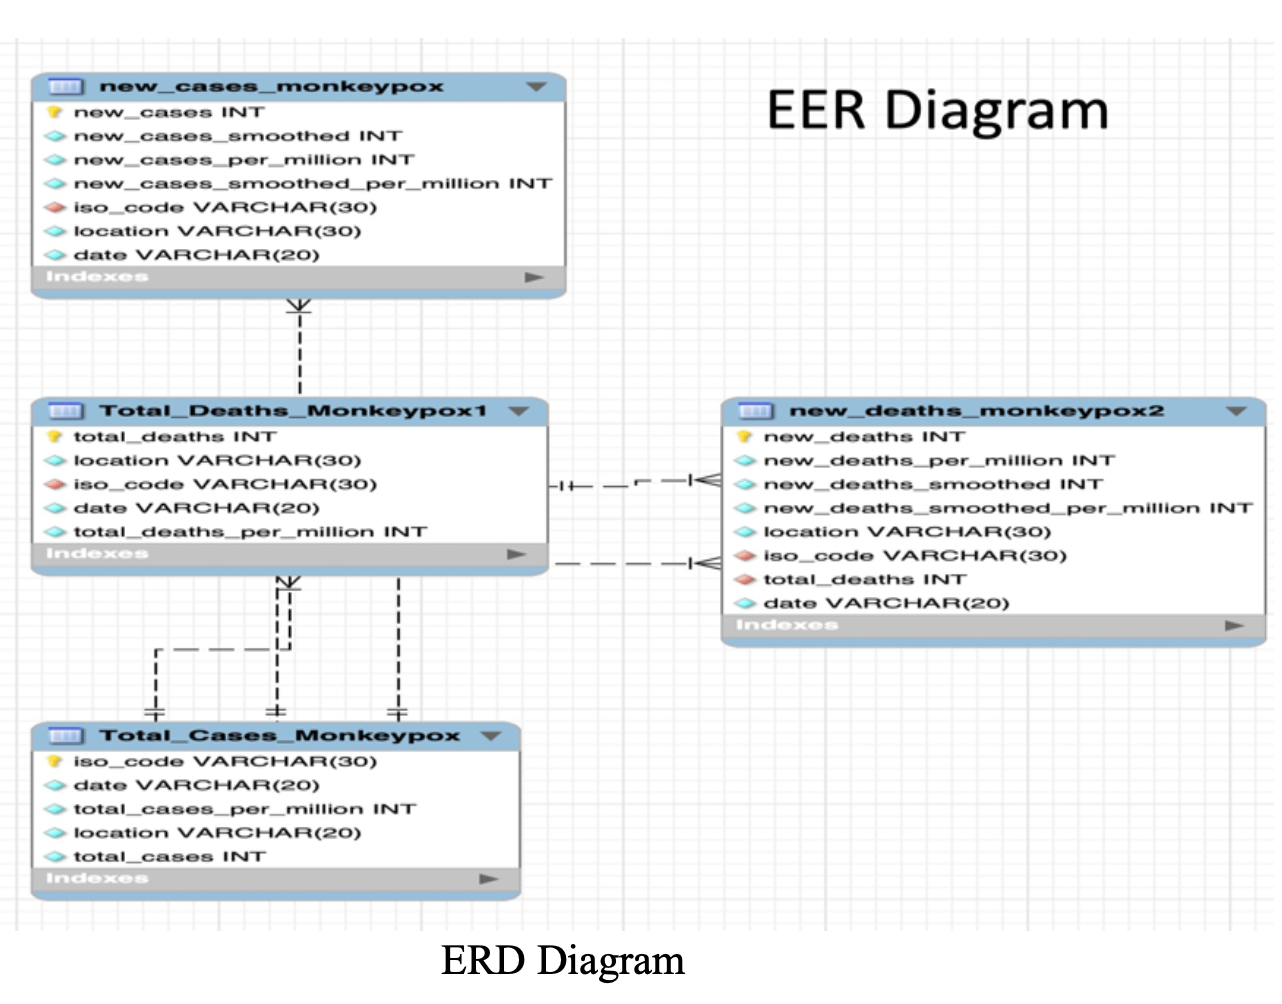 EER Diagram
new_cases_monkeypox
new_cases INT
new_cases_smoothed INT
new_cases_per_million INT
new_cases_smoothed_per_million INT
iso_code VARCHAR(30)
location VARCHAR(30)
date VARCHAR(20)
Indexes
Total_Deaths_Monkeypox1
total_deaths INT
location VARCHAR(30)
iso_code VARCHAR(30)
date VARCHAR(20)
total_deaths_per_million INT
Indexes
new_deaths_monkeypox2
new_deaths INT
new_deaths_per_million INT
new_deaths_smoothed INT
new_deaths_smoothed_per_million INT
location VARCHAR(30)
iso_code VARCHAR(30)
total_deaths INT
date VARCHAR(20)
Indexes
Total_Cases_Monkeypox
iso_code VARCHAR(30)
date VARCHAR(20)
total_cases_per_million INT
location VARCHAR(20)
total_cases INT
Indexes
ERD Diagram